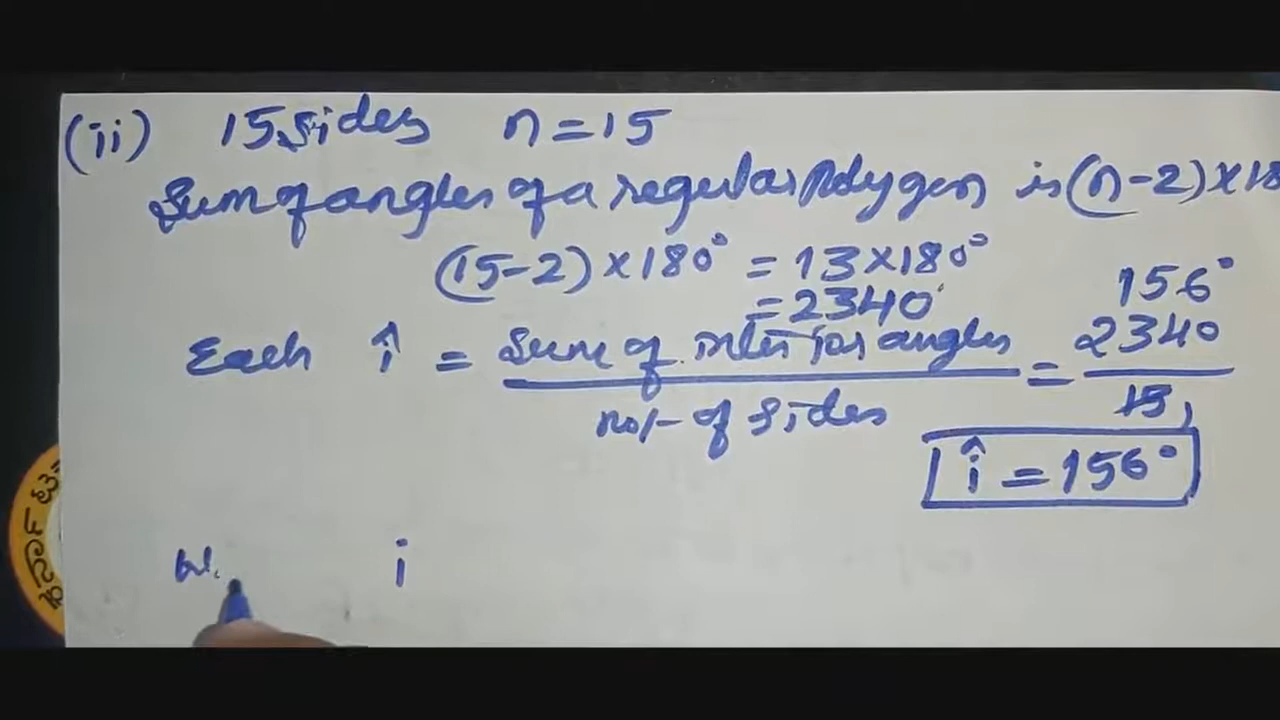 (ii) 15 sides n = 15
Sum of angles of a regular Polygon is (n-2)×18
(15-2)×180° = 13×180°
= 2340°
156°
Each î = Sum of interior angles / no/- of sides = 2340 / 15
î = 156°
i